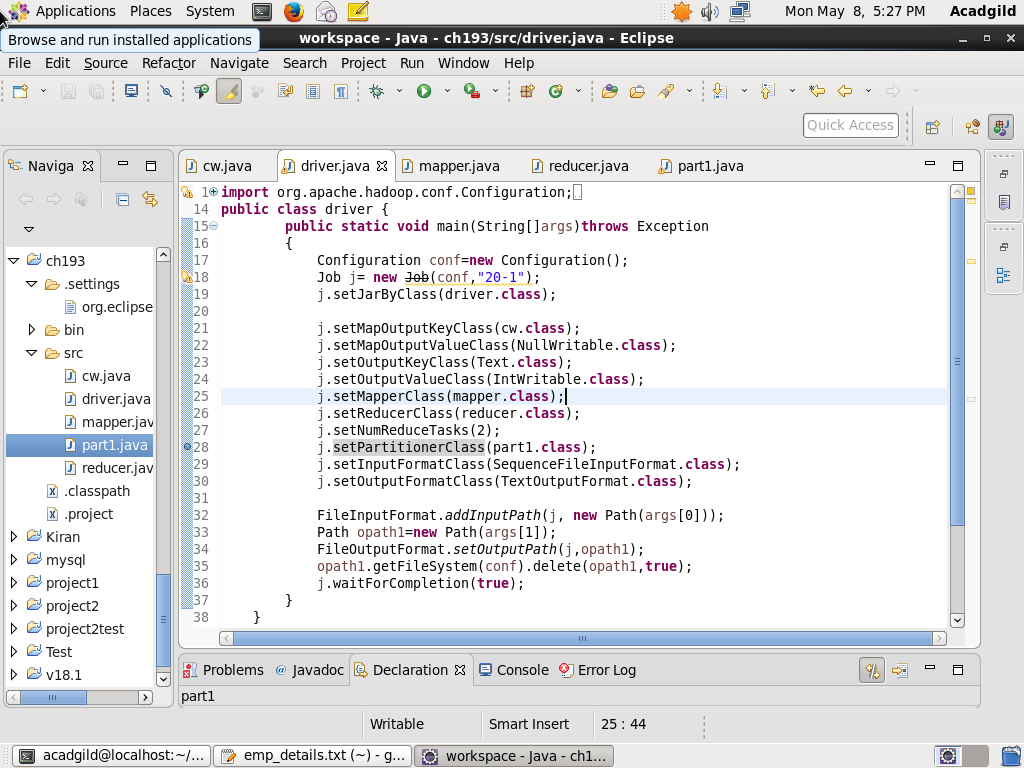 Applications Places System Mon May 8, 5:27 PM Acadgild
Browse and run installed applications
workspace - Java - ch193/src/driver.java - Eclipse
File Edit Source Refactor Navigate Search Project Run Window Help
Quick Access
Naviga
cw.java driver.java mapper.java reducer.java part1.java
ch193
.settings
org.eclipse
bin
src
cw.java
driver.java
mapper.jav
part1.java
reducer.jav
.classpath
.project
Kiran
mysql
project1
project2
project2test
Test
v18.1
1 import org.apache.hadoop.conf.Configuration;
14 public class driver {
15 public static void main(String[]args)throws Exception
16 {
17 Configuration conf=new Configuration();
18 Job j= new Job(conf,"20-1");
19 j.setJarByClass(driver.class);
20
21 j.setMapOutputKeyClass(cw.class);
22 j.setMapOutputValueClass(NullWritable.class);
23 j.setOutputKeyClass(Text.class);
24 j.setOutputValueClass(IntWritable.class);
25 j.setMapperClass(mapper.class);
26 j.setReducerClass(reducer.class);
27 j.setNumReduceTasks(2);
28 j.setPartitionerClass(part1.class);
29 j.setInputFormatClass(SequenceFileInputFormat.class);
30 j.setOutputFormatClass(TextOutputFormat.class);
31
32 FileInputFormat.addInputPath(j, new Path(args[0]));
33 Path opath1=new Path(args[1]);
34 FileOutputFormat.setOutputPath(j,opath1);
35 opath1.getFileSystem(conf).delete(opath1,true);
36 j.waitForCompletion(true);
37 }
38 }
Problems @ Javadoc Declaration Console Error Log
part1
Writable Smart Insert 25 : 44
acadgild@localhost:~/... emp_details.txt (~) - g... workspace - Java - ch1...